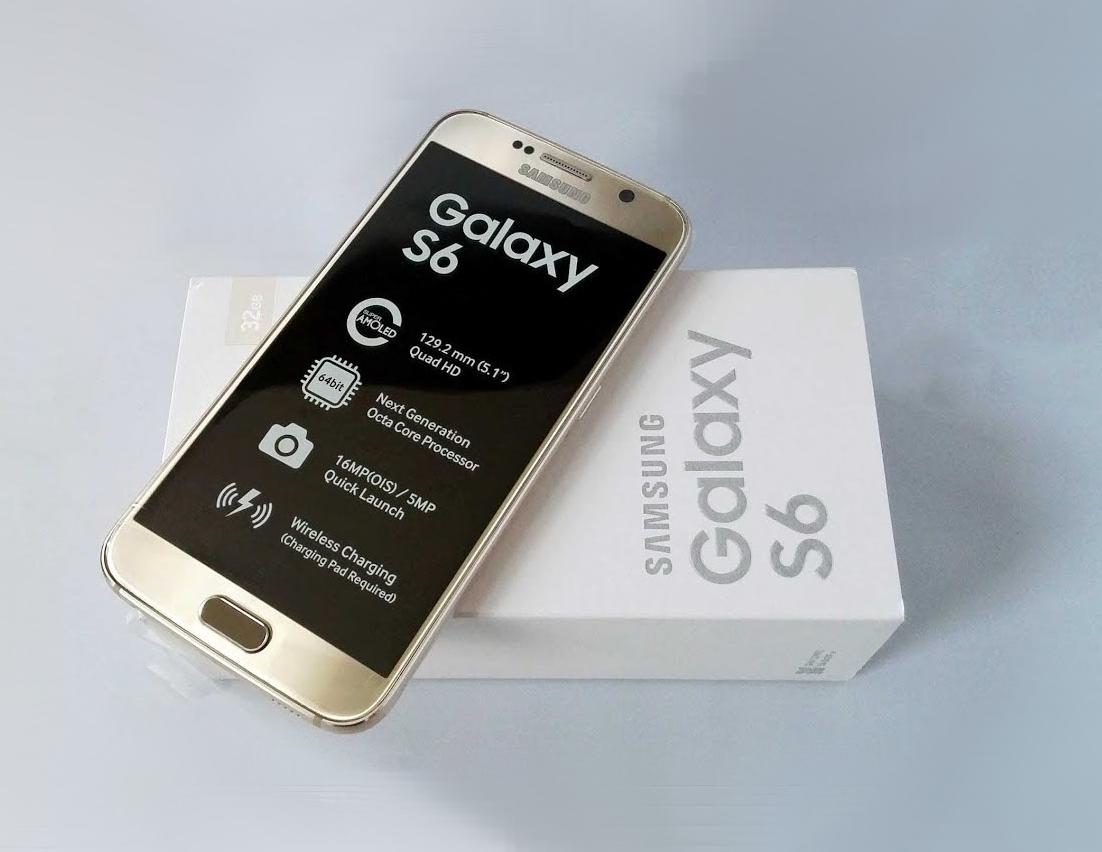 SAMSUNG
Galaxy
S6
SUPER
AMOLED
129.2 mm (5.1")
Quad HD
64bit
Next Generation
Octa Core Processor
16MP(OIS) / 5MP
Quick Launch
Wireless Charging
(Charging Pad Required)
32GB
SAMSUNG
Galaxy
S6